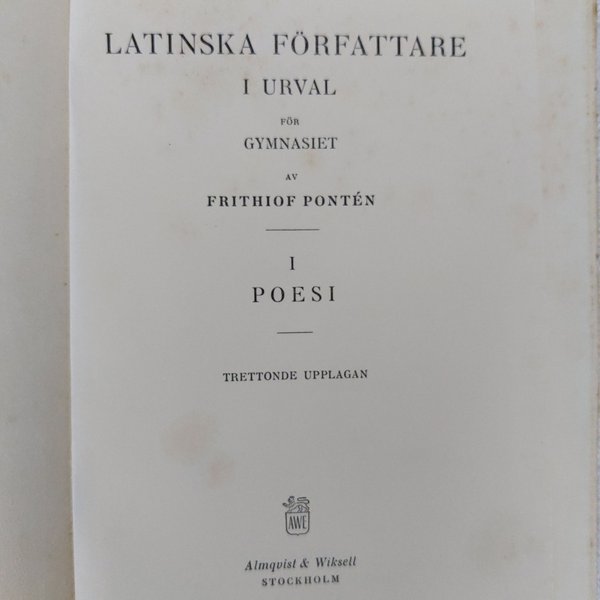 LATINSKA FÖRFATTARE
I URVAL
FÖR
GYMNASIET
AV
FRITHIOF PONTÉN
I
POESI
TRETTONDE UPPLAGAN
AWE
Almqvist & Wiksell
STOCKHOLM